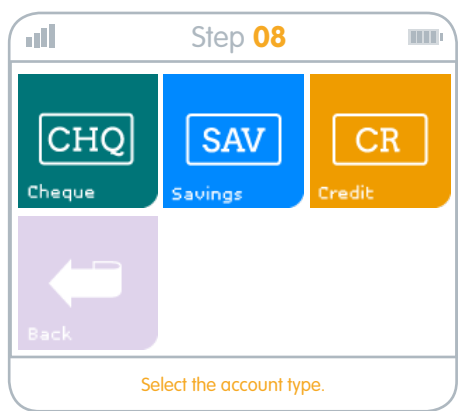 Step 08
CHQ SAV CR
Cheque Savings Credit
Back
Select the account type.